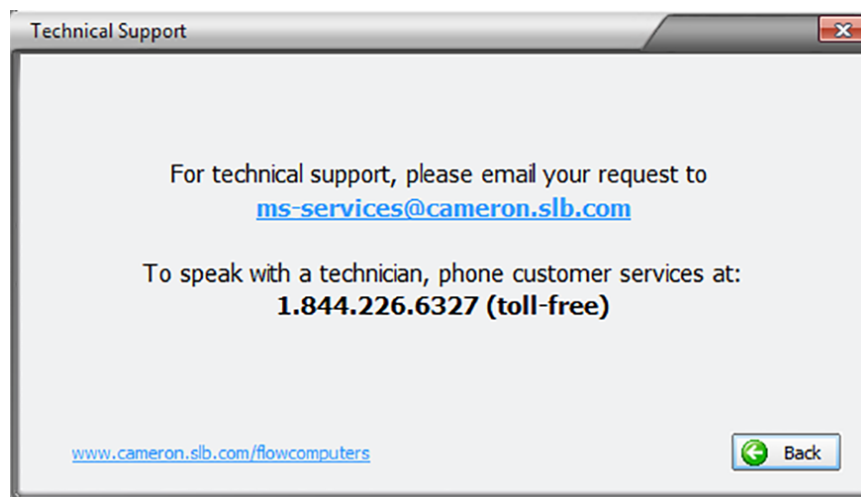 Technical Support
For technical support, please email your request to
ms-services@cameron.slb.com
To speak with a technician, phone customer services at:
1.844.226.6327 (toll-free)
www.cameron.slb.com/flowcomputers
Back